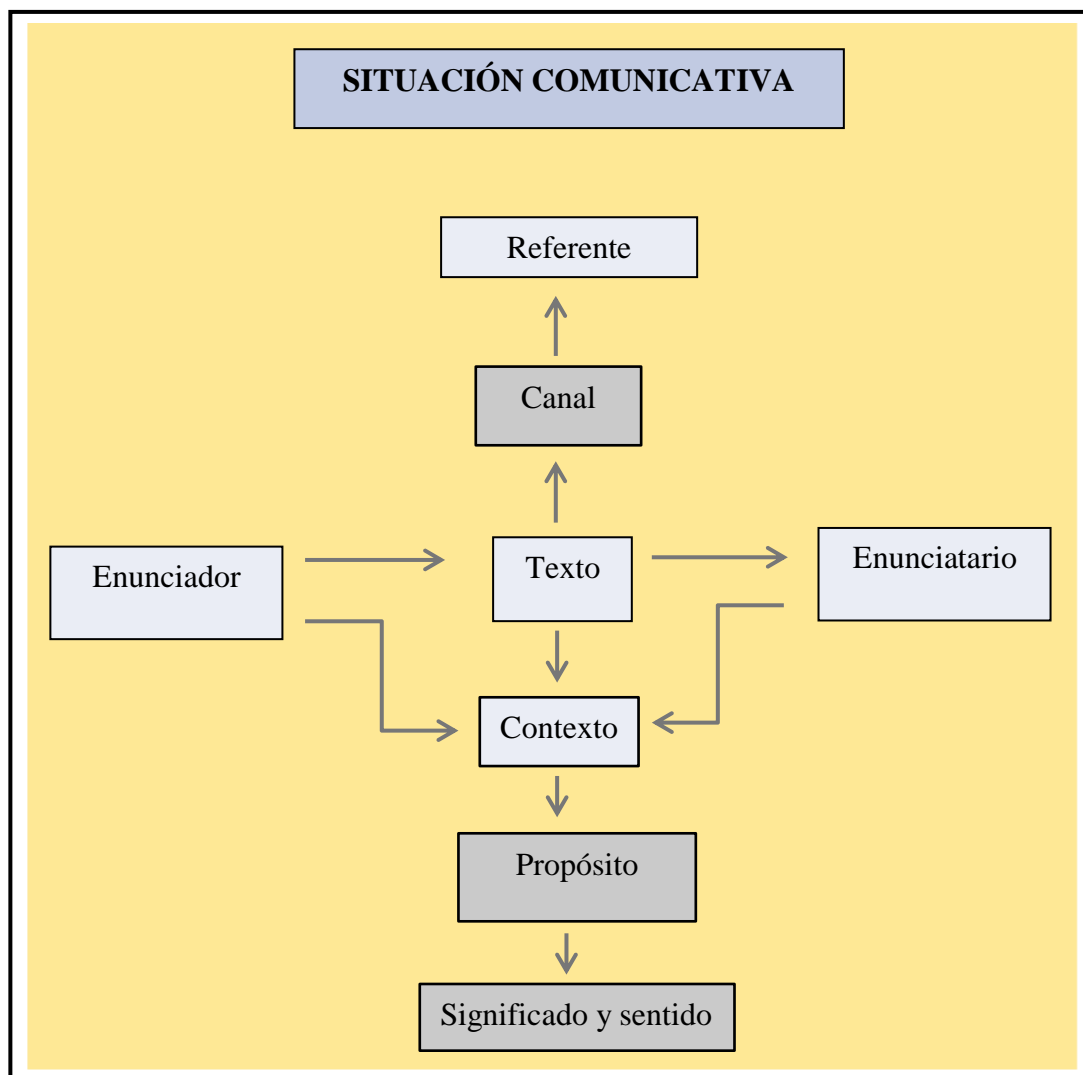 SITUACIÓN COMUNICATIVA
Referente
Canal
Enunciador
Texto
Enunciatario
Contexto
Propósito
Significado y sentido